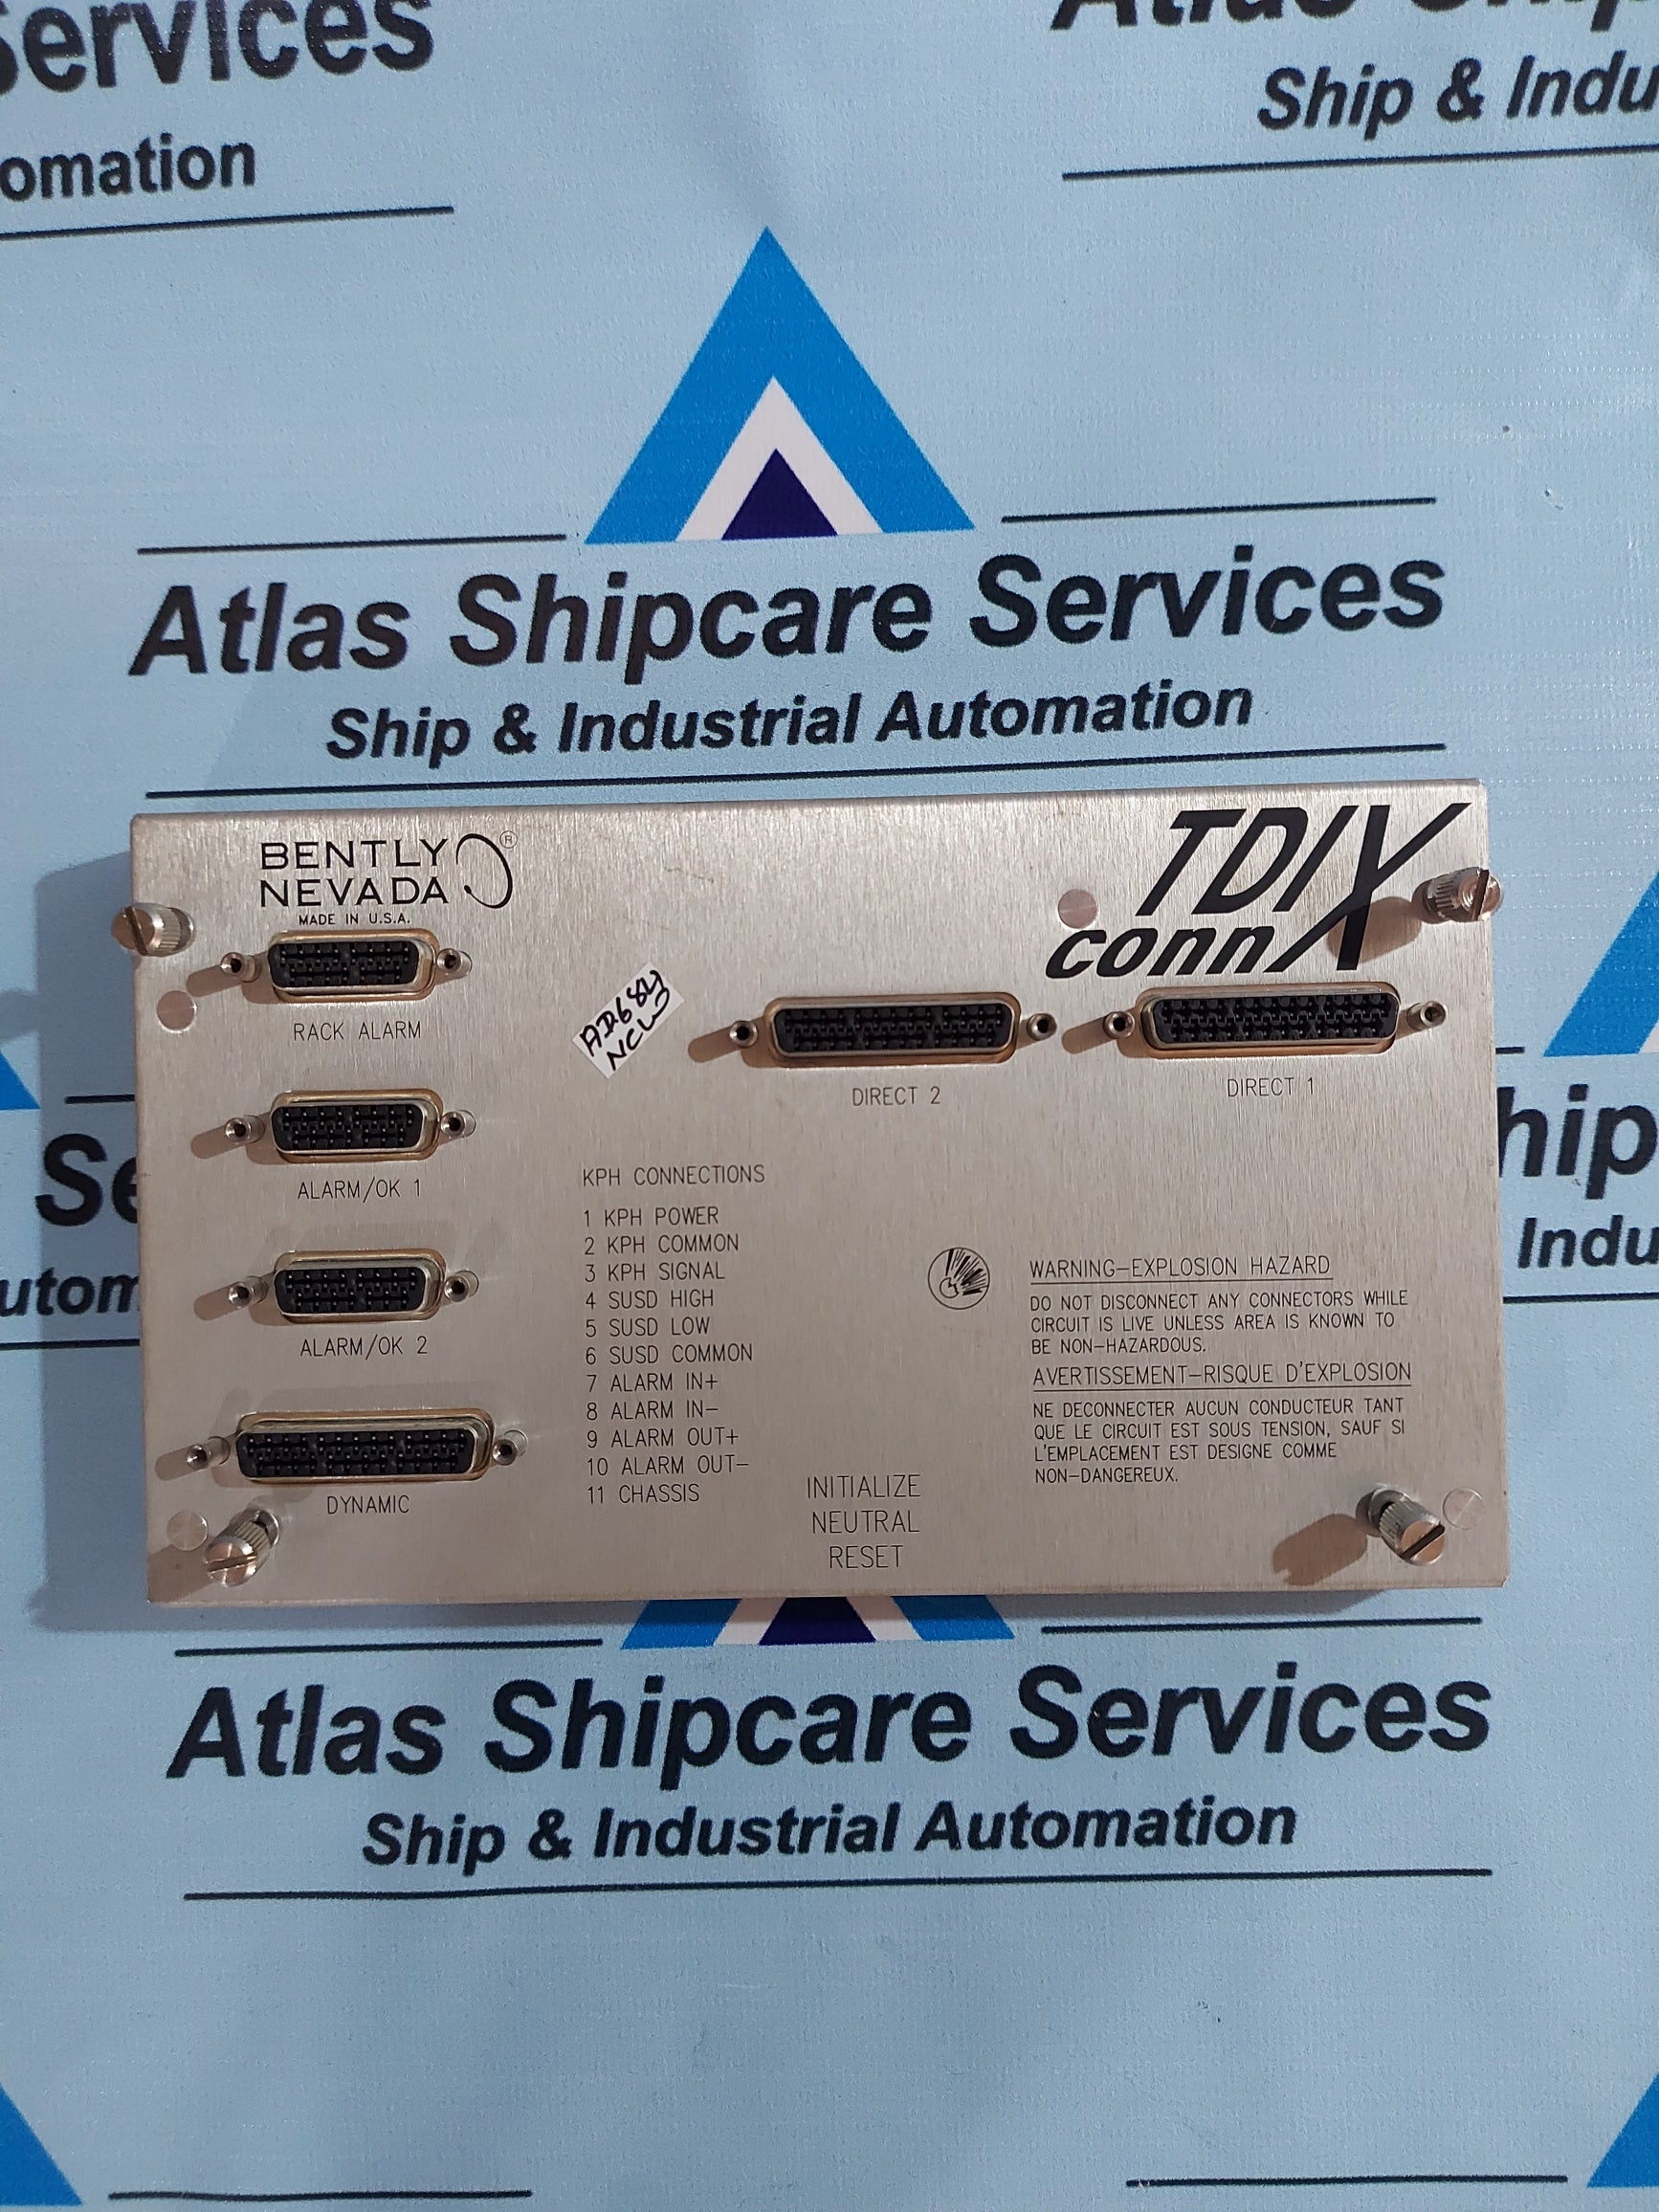 Services
omation
Ship & Indu
Atlas Shipcare Services
Ship & Industrial Automation
BENTLY
NEVADA
®
MADE IN U.S.A.
TDIX
connX
RACK ALARM
DIRECT 2
DIRECT 1
ALARM/OK 1
ALARM/OK 2
DYNAMIC
KPH CONNECTIONS
1 KPH POWER
2 KPH COMMON
3 KPH SIGNAL
4 SUSD HIGH
5 SUSD LOW
6 SUSD COMMON
7 ALARM IN+
8 ALARM IN-
9 ALARM OUT+
10 ALARM OUT-
11 CHASSIS
INITIALIZE
NEUTRAL
RESET
WARNING-EXPLOSION HAZARD
DO NOT DISCONNECT ANY CONNECTORS WHILE
CIRCUIT IS LIVE UNLESS AREA IS KNOWN TO
BE NON-HAZARDOUS.
AVERTISSEMENT-RISQUE D'EXPLOSION
NE DECONNECTER AUCUN CONDUCTEUR TANT
QUE LE CIRCUIT EST SOUS TENSION, SAUF SI
L'EMPLACEMENT EST DESIGNE COMME
NON-DANGEREUX.
Se
utom
hip
Indu
Atlas Shipcare Services
Ship & Industrial Automation